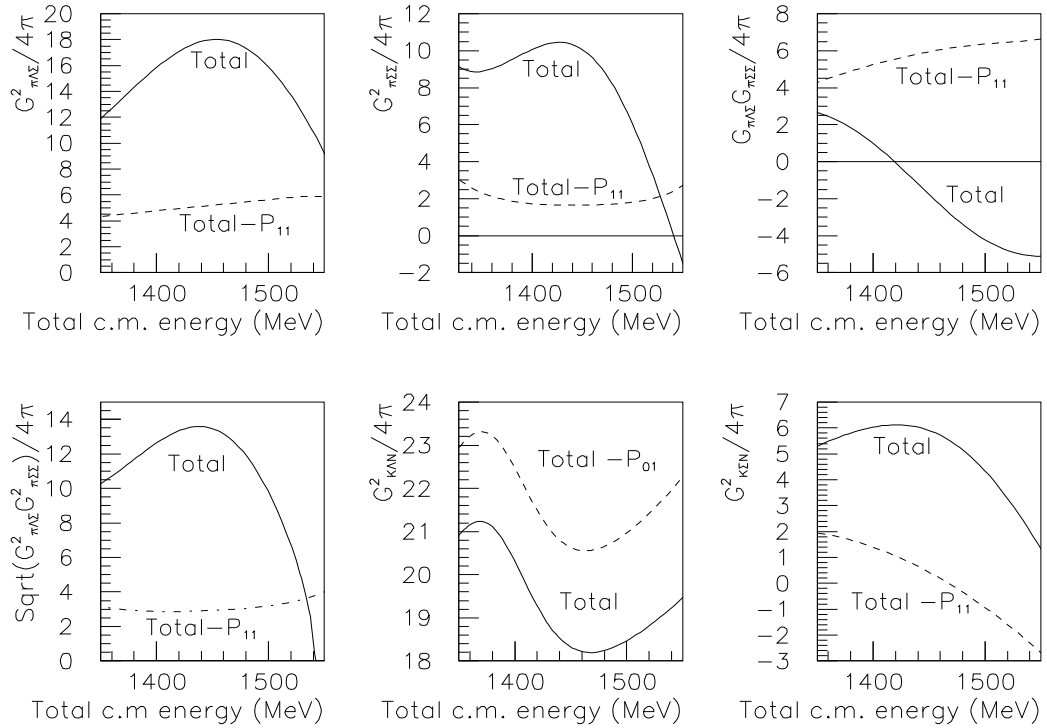 G²πΛΣ/4π
20
18
16
14
12
10
8
6
4
2
0
Total
Total−P₁₁
1400
1500
Total c.m. energy (MeV)
G²πΣΣ/4π
12
10
8
6
4
2
0
−2
Total
Total−P₁₁
1400
1500
Total c.m. energy (MeV)
GπΛΣGπΣΣ/4π
8
6
4
2
0
−2
−4
−6
Total−P₁₁
Total
1400
1500
Total c.m. energy (MeV)
Sqrt(G²πΛΣG²πΣΣ)/4π
14
12
10
8
6
4
2
0
Total
Total−P₁₁
1400
1500
Total c.m energy (MeV)
G²KΛN/4π
24
23
22
21
20
19
18
Total −P₀₁
Total
1400
1500
Total c.m. energy (MeV)
G²KΣN/4π
7
6
5
4
3
2
1
0
−1
−2
−3
Total
Total −P₁₁
1400
1500
Total c.m. energy (MeV)